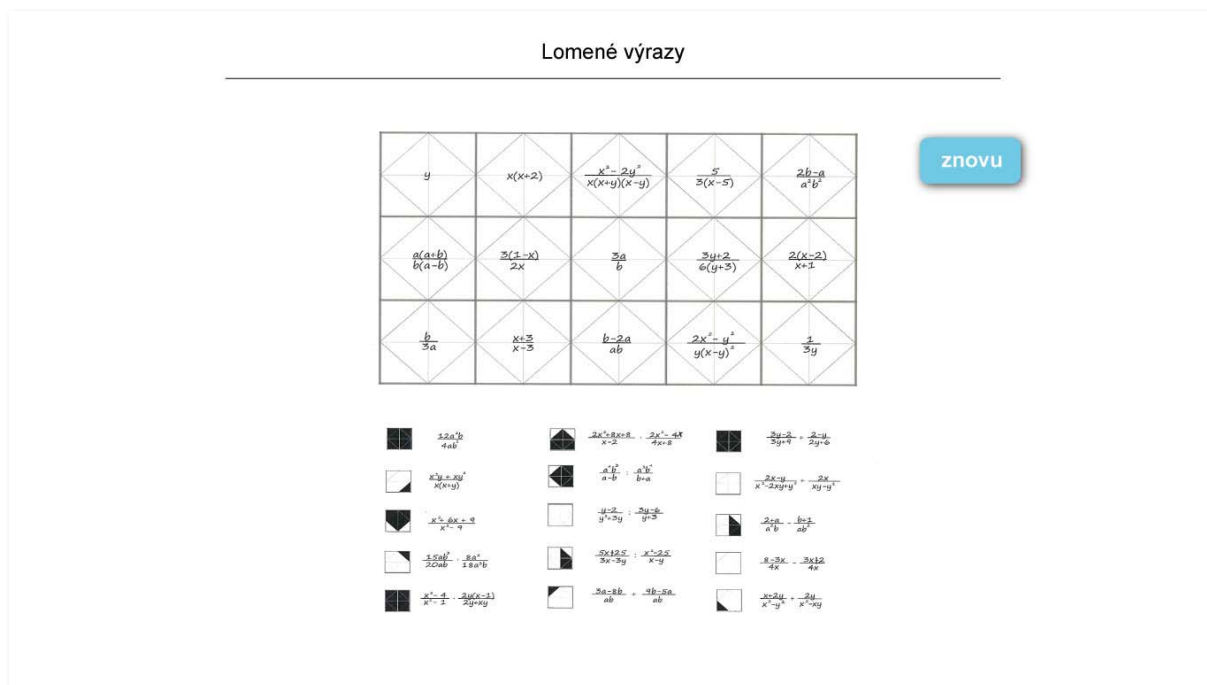 Lomené výrazy
znovu
y
x(x+2)
x²-2y² / x(x+y)(x-y)
5 / 3(x-5)
2b-a / a²b²
a(a+b) / b(a-b)
3(1-x) / 2x
3a / b
3y+2 / 6(y+3)
2(x-2) / x+1
b / 3a
x+3 / x-3
b-2a / ab
2x²-y² / y(x-y)²
1 / 3y
12a²b / 4ab²
2x²+8x+8 / x-2 · 2x²-4x / 4x+8
3y-2 / 3y+9 + 2-y / 2y+6
x²y + xy² / x(x+y)
2x-y / x²-2xy+y² + 2x / xy-y²
x²+6x+9 / x²-9
y-2 / y²+3y : 3y-6 / y+3
2+a / a²b - b+1 / ab²
15ab² / 20ab · 8a² / 18a³b
5x+25 / 3x-3y : x²-25 / x-y
8-3x / 4x - 3x+2 / 4x
x²-4 / x²-1 · 2y(x-1) / 2y+xy
3a-8b / ab + 9b-5a / ab
x+2y / x²-y² + 2y / x²-xy